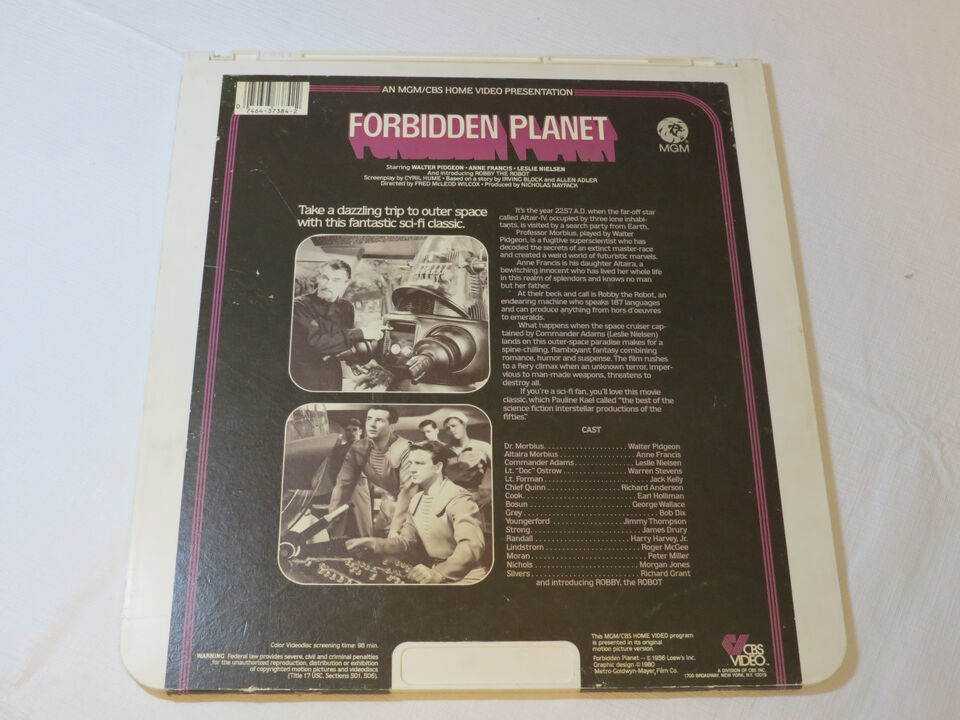 AN MGM/CBS HOME VIDEO PRESENTATION
0 7464-37384-2
FORBIDDEN PLANET
MGM
Starring WALTER PIDGEON • ANNE FRANCIS • LESLIE NIELSEN
And introducing ROBBY THE ROBOT
Screenplay by CYRIL HUME • Based on a story by IRVING BLOCK and ALLEN ADLER
Directed by FRED McLEOD WILCOX • Produced by NICHOLAS NAYFACK
Take a dazzling trip to outer space
with this fantastic sci-fi classic.
It's the year 2257 A.D. when the far-off star
called Altair-IV, occupied by three lone inhabi-
tants, is visited by a search party from Earth.
Professor Morbius, played by Walter
Pidgeon, is a fugitive superscientist who has
decoded the secrets of an extinct master-race
and created a weird world of futuristic marvels.
Anne Francis is his daughter Altaira, a
bewitching innocent who has lived her whole life
in this realm of splendors and knows no man
but her father.
At their beck and call is Robby the Robot, an
endearing machine who speaks 187 languages
and can produce anything from hors d'oeuvres
to emeralds.
What happens when the space cruiser cap-
tained by Commander Adams (Leslie Nielsen)
lands on this outer-space paradise makes for a
spine-chilling, flamboyant fantasy combining
romance, humor and suspense. The film rushes
to a fiery climax when an unknown terror, imper-
vious to man-made weapons, threatens to
destroy all.
If you're a sci-fi fan, you'll love this movie
classic, which Pauline Kael called "the best of the
science fiction interstellar productions of the
fifties."
CAST
Dr. Morbius......................Walter Pidgeon
Altaira Morbius......................Anne Francis
Commander Adams...............Leslie Nielsen
Lt. "Doc" Ostrow.................Warren Stevens
Lt. Forman...........................Jack Kelly
Chief Quinn...................Richard Anderson
Cook............................Earl Holliman
Bosun........................George Wallace
Grey................................Bob Dix
Youngerford..................Jimmy Thompson
Strong...........................James Drury
Randall........................Harry Harvey, Jr.
Lindstrom.......................Roger McGee
Moran............................Peter Miller
Nichols..........................Morgan Jones
Silvers..........................Richard Grant
and introducing ROBBY, the ROBOT
Color Videodisc screening time: 98 min.
WARNING Federal law provides severe, civil and criminal penalties
for the unauthorized reproduction, distribution or exhibition
of copyrighted motion pictures and videodiscs
(Title 17 USC, Sections 501, 506).
This MGM/CBS HOME VIDEO program
is presented in its original
motion picture version.
Forbidden Planet—©1956 Loew's Inc.
Graphic design ©1980
Metro-Goldwyn-Mayer Film Co.
CBS
VIDEO™
A DIVISION OF CBS INC.
1700 BROADWAY, NEW YORK, N.Y. 10019